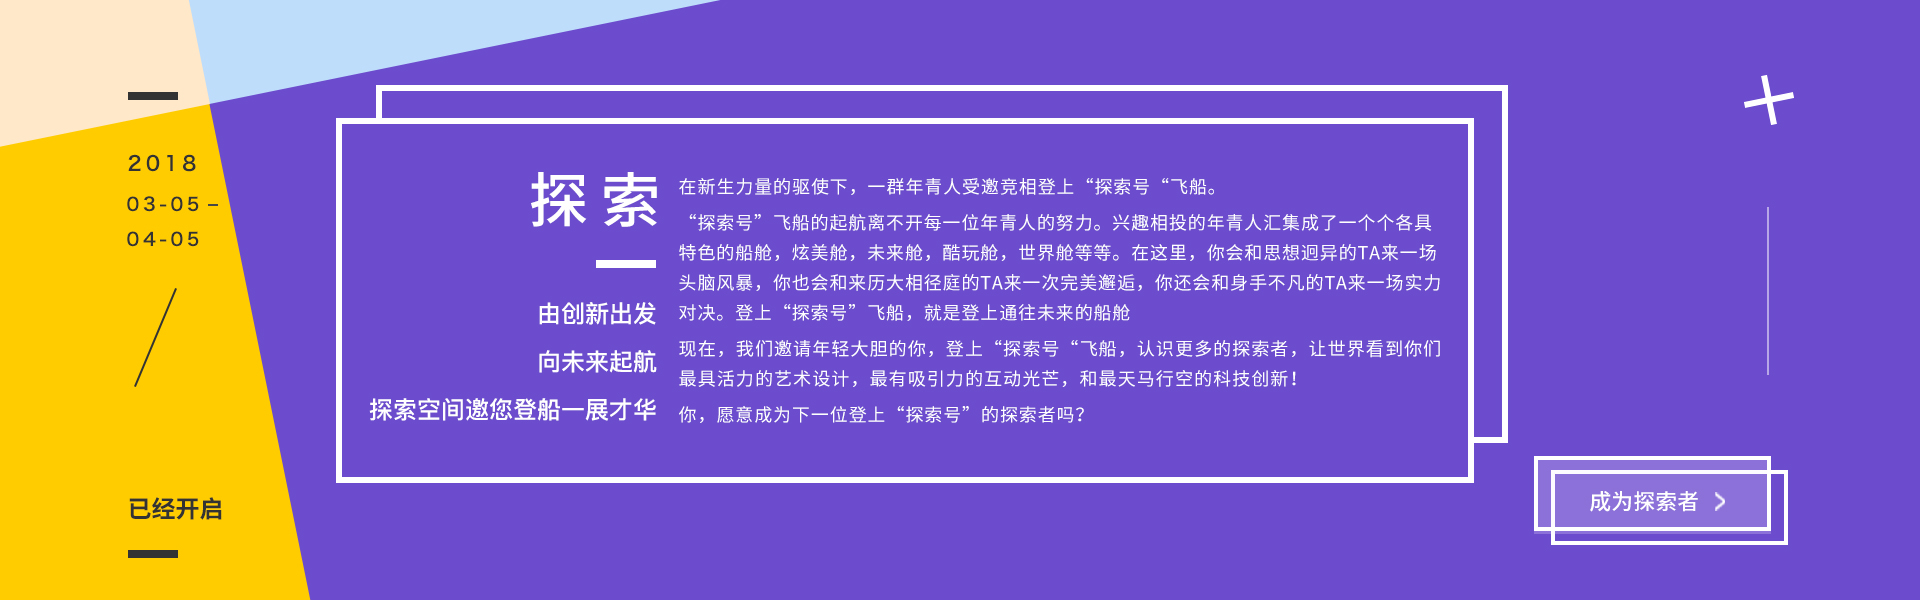 2018
03-05 –
04-05
已经开启
探索
由创新出发
向未来起航
探索空间邀您登船一展才华
在新生力量的驱使下，一群年青人受邀竞相登上“探索号“飞船。
“探索号”飞船的起航离不开每一位年青人的努力。兴趣相投的年青人汇集成了一个个各具
特色的船舱，炫美舱，未来舱，酷玩舱，世界舱等等。在这里，你会和思想迥异的TA来一场
头脑风暴，你也会和来历大相径庭的TA来一次完美邂逅，你还会和身手不凡的TA来一场实力
对决。登上“探索号”飞船，就是登上通往未来的船舱
现在，我们邀请年轻大胆的你，登上“探索号“飞船，认识更多的探索者，让世界看到你们
最具活力的艺术设计，最有吸引力的互动光芒，和最天马行空的科技创新！
你，愿意成为下一位登上“探索号”的探索者吗？
成为探索者